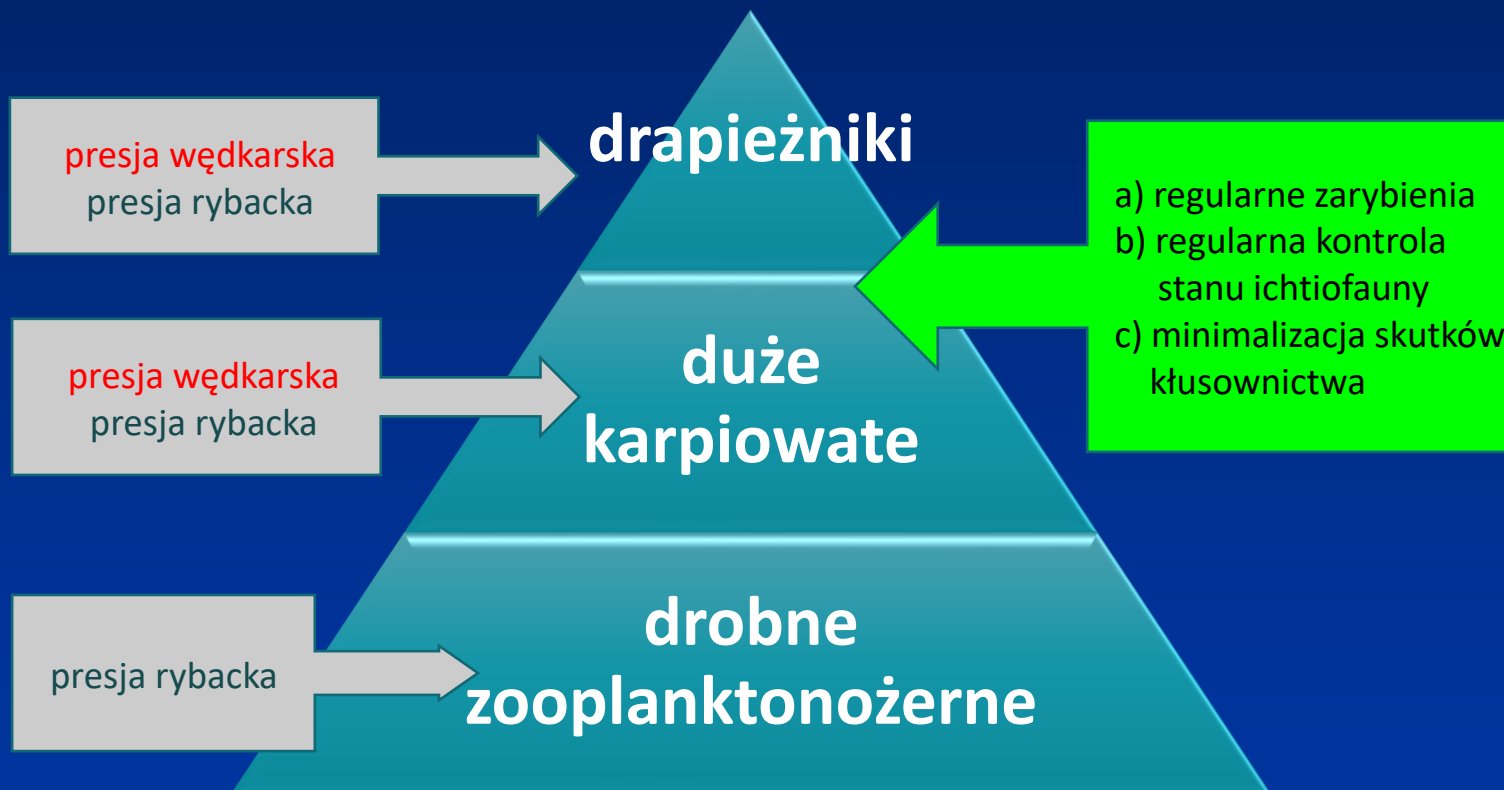 presja wędkarska
presja rybacka
drapieżniki
a) regularne zarybienia
b) regularna kontrola
stanu ichtiofauny
c) minimalizacja skutków
kłusownictwa
presja wędkarska
presja rybacka
duże
karpiowate
presja rybacka
drobne
zooplanktonożerne